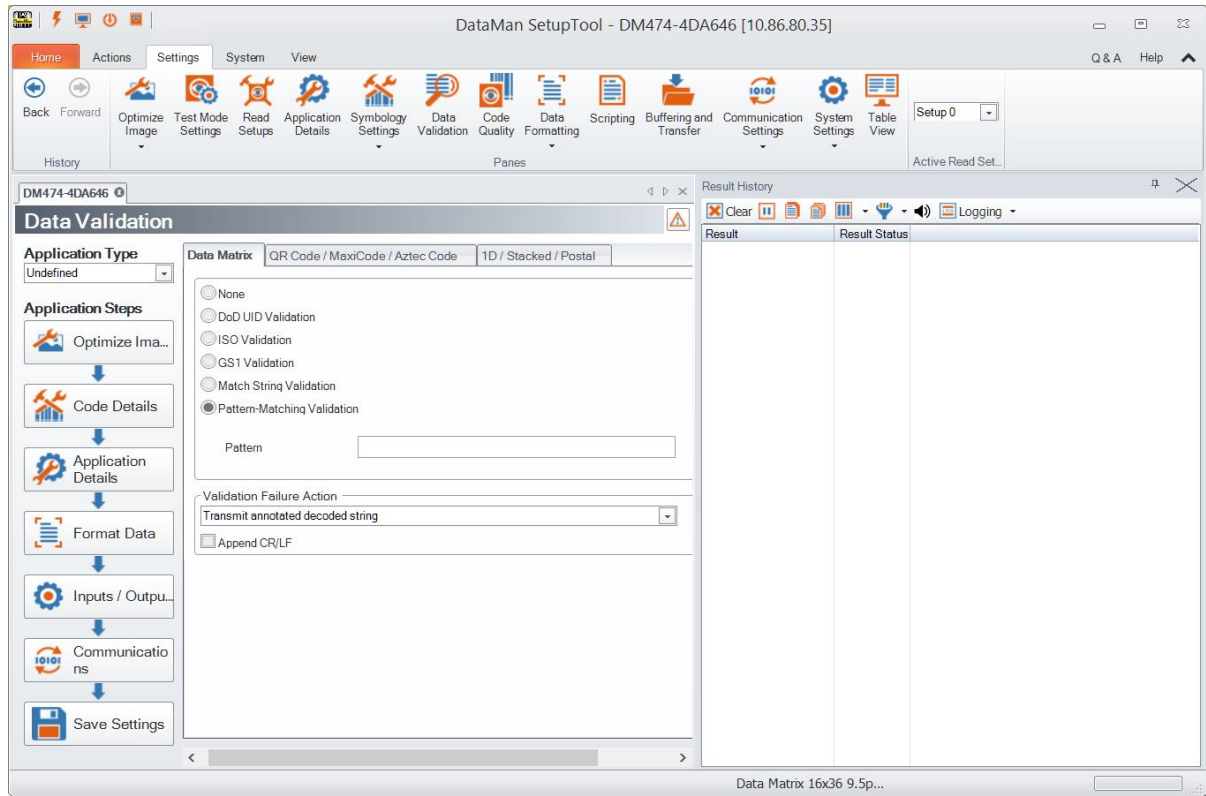 DataMan SetupTool - DM474-4DA646 [10.86.80.35]
Home Actions Settings System View Q & A Help
Back Forward
Optimize Image
Test Mode Settings
Read Setups
Application Details
Symbology Settings
Data Validation
Code Quality
Data Formatting
Scripting
Buffering and Transfer
Communication Settings
System Settings
Table View
Setup 0
History Panes Active Read Set...
DM474-4DA646
Data Validation
Application Type
Undefined
Application Steps
Optimize Ima...
Code Details
Application
Details
Format Data
Inputs / Outpu...
Communicatio
ns
Save Settings
Data Matrix QR Code / MaxiCode / Aztec Code 1D / Stacked / Postal
None
DoD UID Validation
ISO Validation
GS1 Validation
Match String Validation
Pattern-Matching Validation
Pattern
Validation Failure Action
Transmit annotated decoded string
Append CR/LF
Result History
Clear Logging
Result Result Status
Data Matrix 16x36 9.5p...